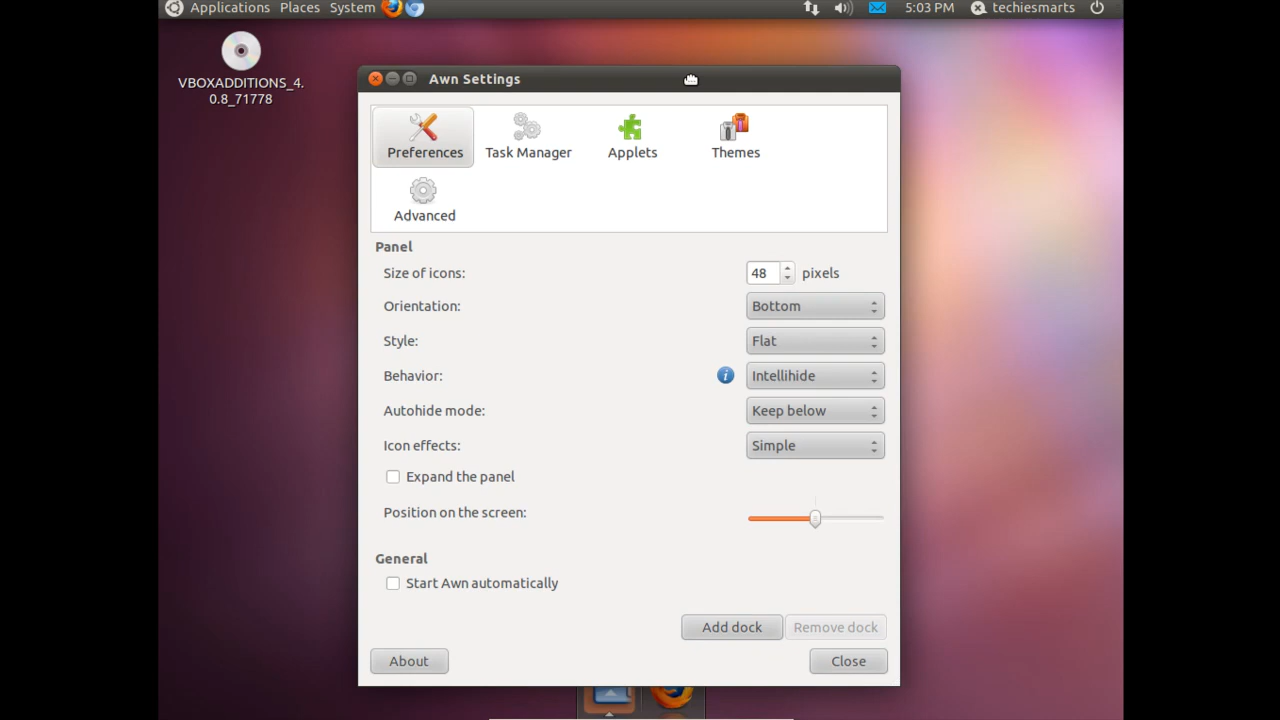 Applications Places System 5:03 PM techiesmarts
VBOXADDITIONS_4.
0.8_71778
Awn Settings
Preferences Task Manager Applets Themes
Advanced
Panel
Size of icons: 48 pixels
Orientation: Bottom
Style: Flat
Behavior: i Intellihide
Autohide mode: Keep below
Icon effects: Simple
Expand the panel
Position on the screen:
General
Start Awn automatically
Add dock Remove dock
About Close